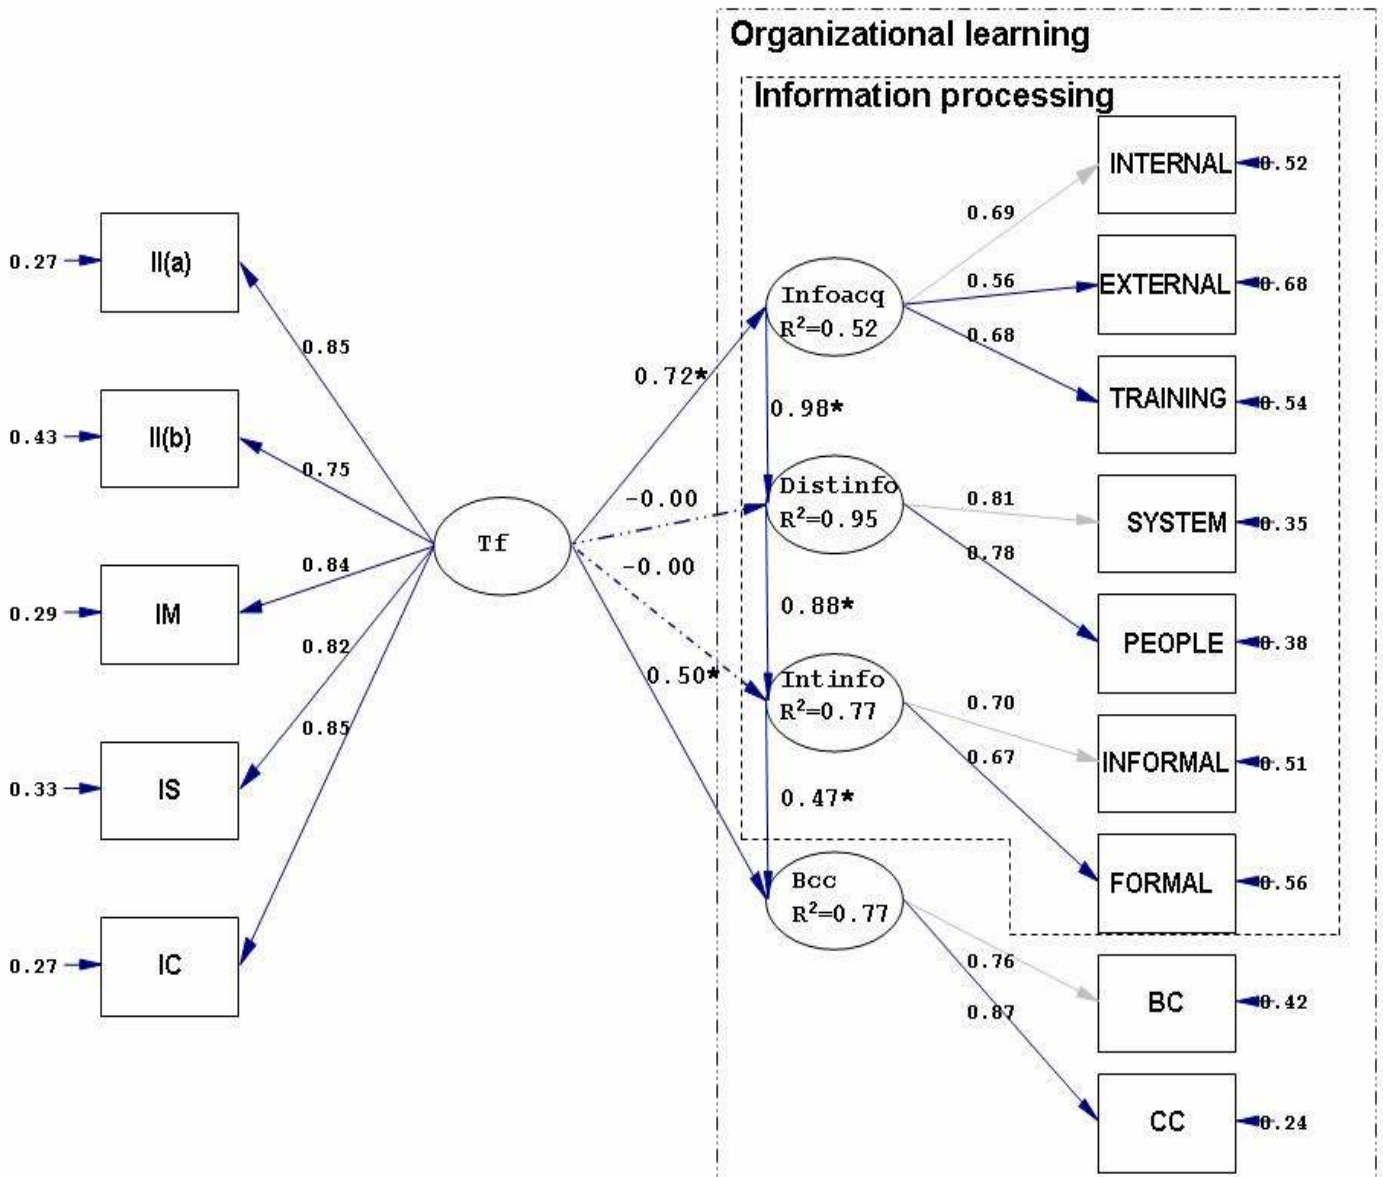 Organizational learning
Information processing
INTERNAL
0.52
0.69
II(a)
0.27
EXTERNAL
0.68
0.56
Infoacq
R²=0.52
0.68
0.85
0.72*
TRAINING
0.54
0.98*
II(b)
0.43
0.75
Distinfo
R²=0.95
-0.00
0.81
SYSTEM
0.35
Tf
0.78
-0.00
0.84
IM
0.29
0.88*
PEOPLE
0.38
0.82
0.50*
Intinfo
R²=0.77
0.70
0.67
INFORMAL
0.51
0.85
IS
0.33
0.47*
Bcc
R²=0.77
FORMAL
0.56
IC
0.27
0.76
BC
0.42
0.87
CC
0.24